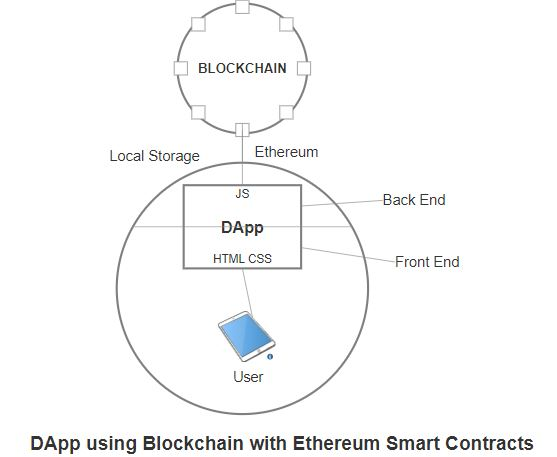 BLOCKCHAIN
Local Storage
Ethereum
JS
Back End
DApp
Front End
HTML CSS
User
DApp using Blockchain with Ethereum Smart Contracts